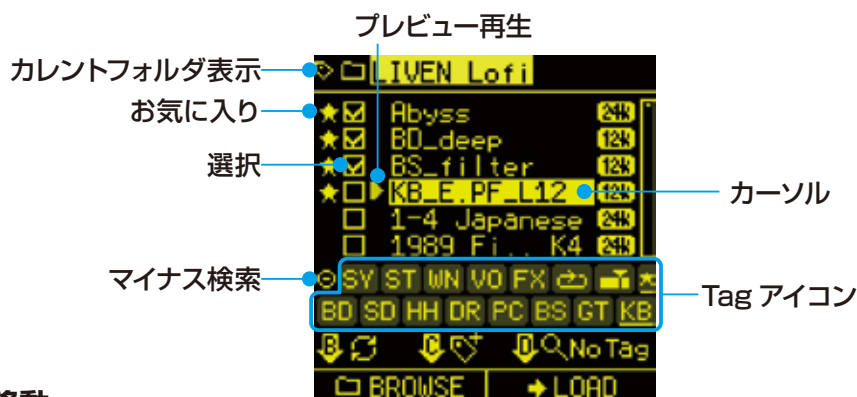 プレビュー再生
カレントフォルダ表示
LIVEN Lofi
お気に入り
Abyss 24k
BD_deep 12k
選択
BS_filter 12k
KB_E.PF_L12 12k
カーソル
1-4 Japanese 24k
1989 Fi.. K4 24k
マイナス検索
SY ST WN VO FX
Tag アイコン
BD SD HH DR PC BS GT KB
B C D No Tag
BROWSE LOAD